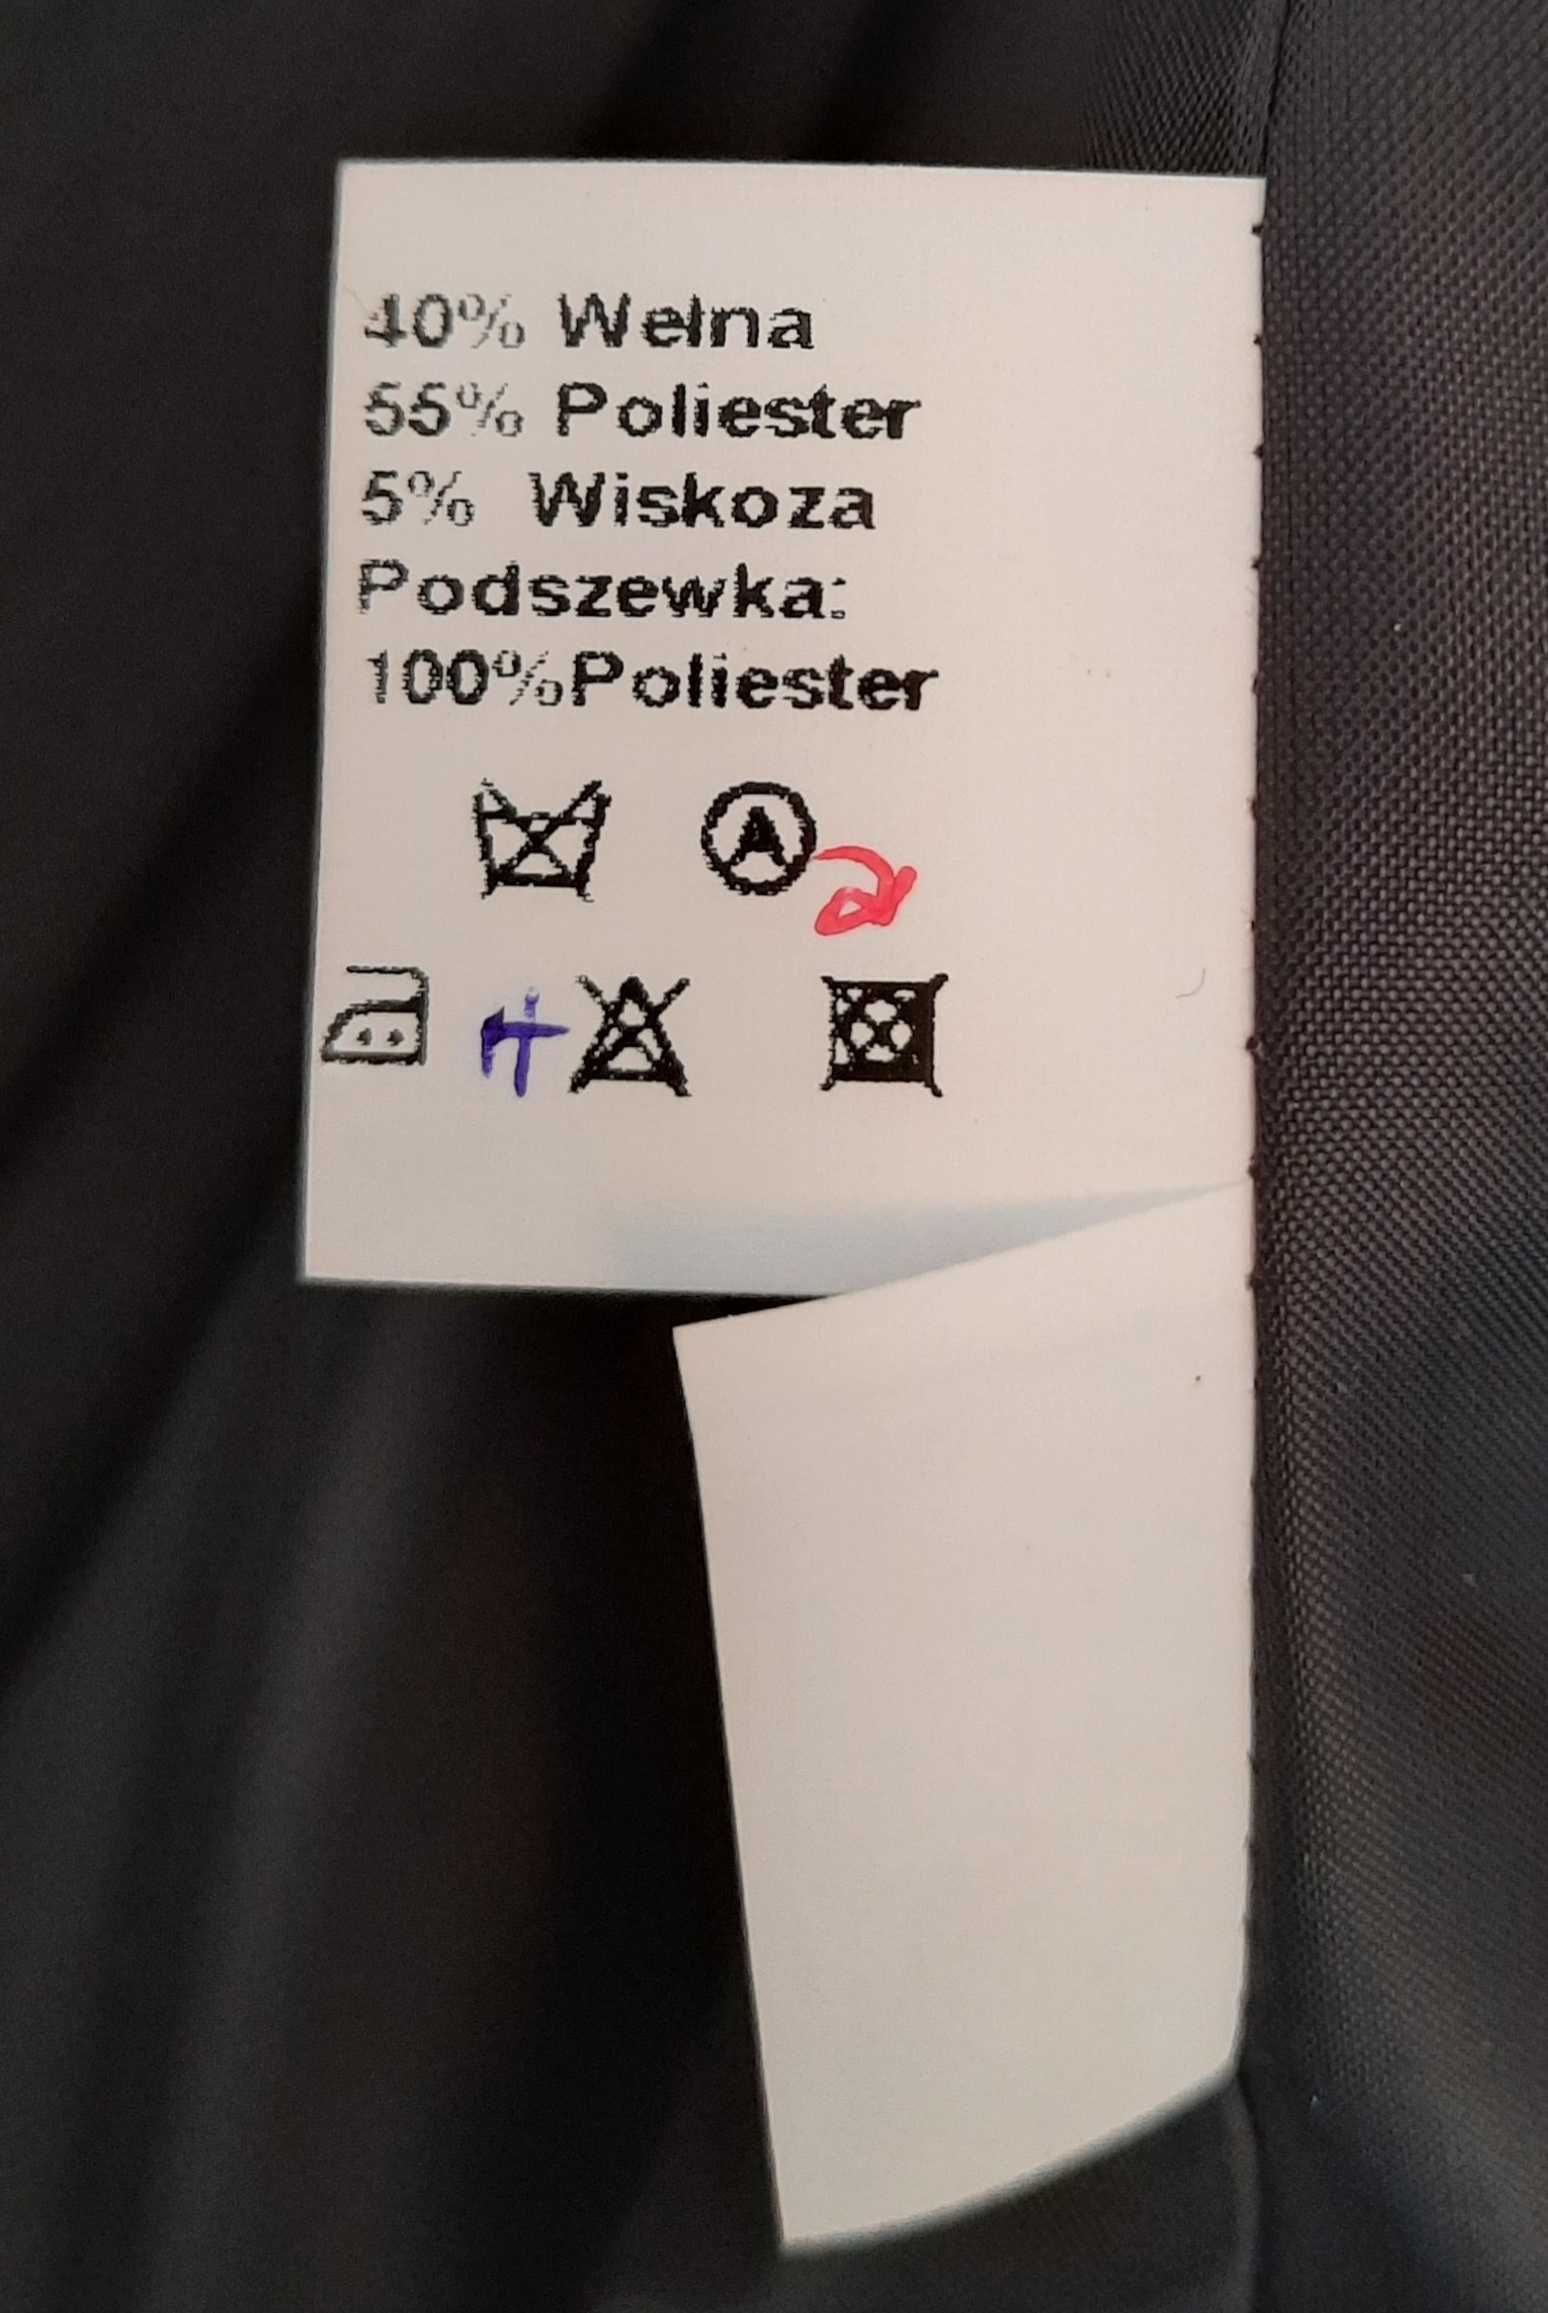 40% Wełna
55% Poliester
5% Wiskoza
Podszewka:
100%Poliester
A